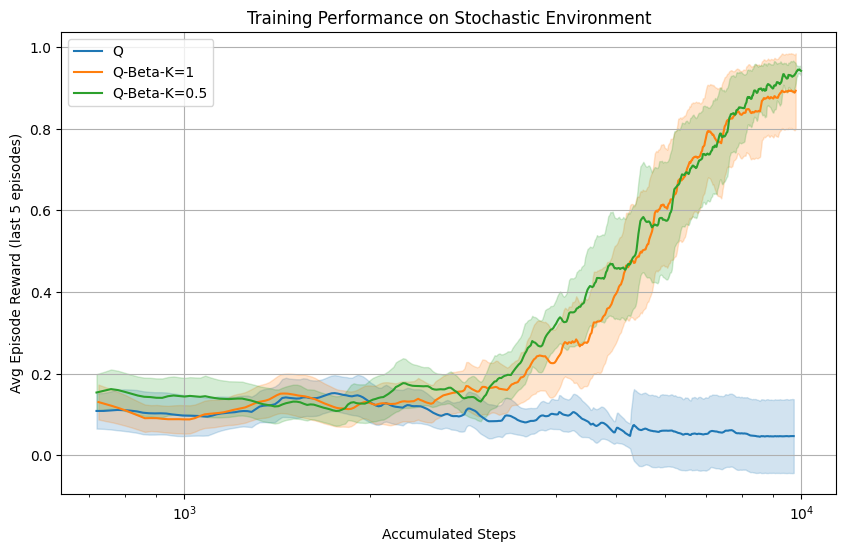 Training Performance on Stochastic Environment
Q
Q-Beta-K=1
Q-Beta-K=0.5
Avg Episode Reward (last 5 episodes)
1.0
0.8
0.6
0.4
0.2
0.0
10³
10⁴
Accumulated Steps